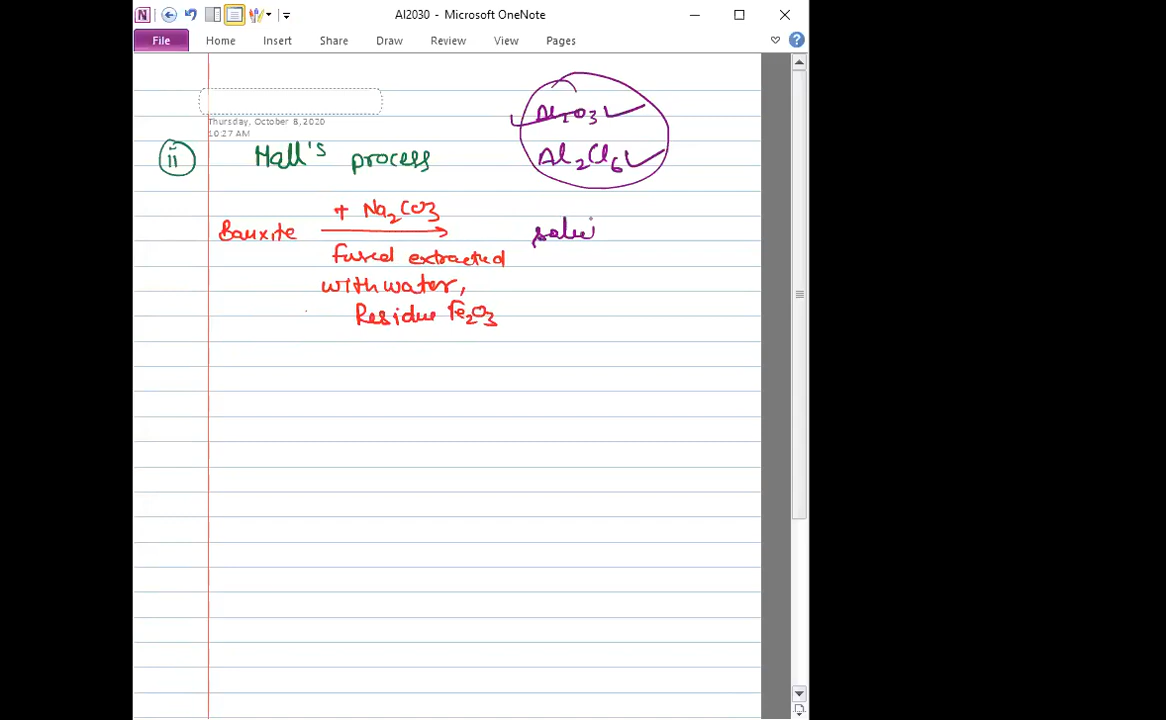 AI2030 - Microsoft OneNote
File Home Insert Share Draw Review View Pages
Thursday, October 8, 2020
10:27 AM
Al2O3
Al2Cl6
ii Hall's process
+ Na2CO3
Bauxite
solui
fused extracted
with water,
Residue Fe2O3